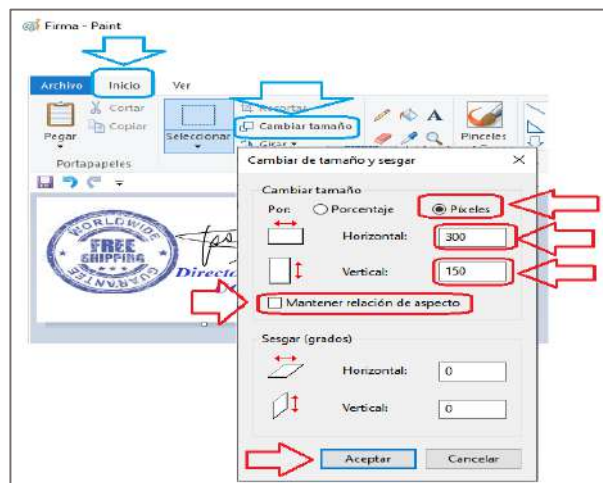 Firma - Paint
Archivo Inicio Ver
Cortar
Copiar
Pegar
Portapapeles
Seleccionar
Recortar
Cambiar tamaño
Girar
A
Pinceles
WORLDWIDE
FREE
SHIPPING
GUARANTEE
Directo
Cambiar de tamaño y sesgar
Cambiar tamaño
Por: Porcentaje Píxeles
Horizontal: 300
Vertical: 150
Mantener relación de aspecto
Sesgar (grados)
Horizontal: 0
Vertical: 0
Aceptar Cancelar